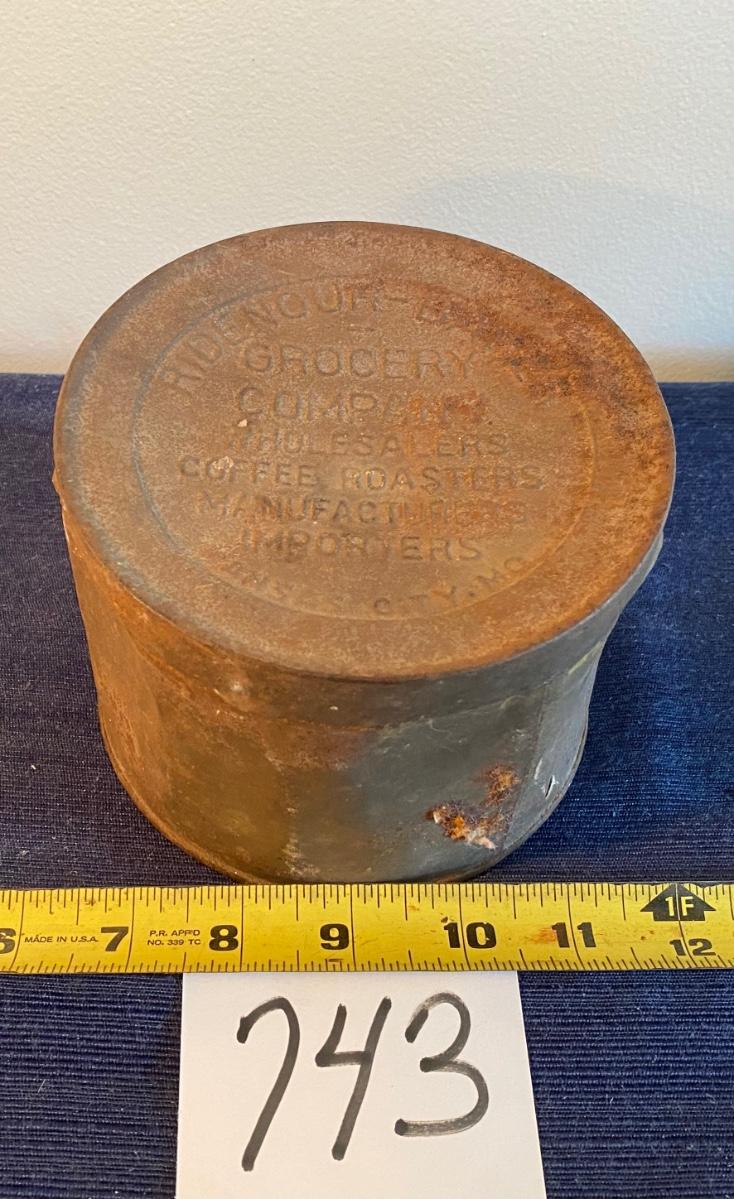 RIDENOUR-
GROCERY
COMPANY
WHOLESALERS
COFFEE ROASTERS
MANUFACTURERS
IMPORTERS
CITY, MO.
6 MADE IN U.S.A. 7 P.R. APP'D NO. 339 TC 8 9 10 11 1F 12
743